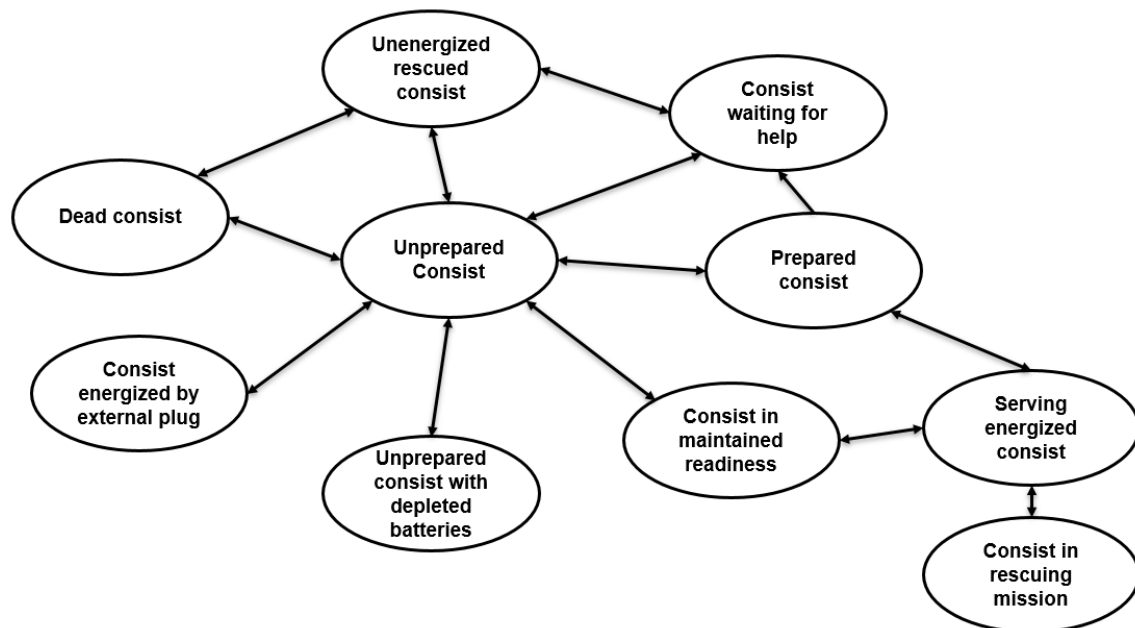 Unenergized
rescued
consist
Consist
waiting for
help
Dead consist
Unprepared
Consist
Prepared
consist
Consist
energized by
external plug
Unprepared
consist with
depleted
batteries
Consist in
maintained
readiness
Serving
energized
consist
Consist in
rescuing
mission